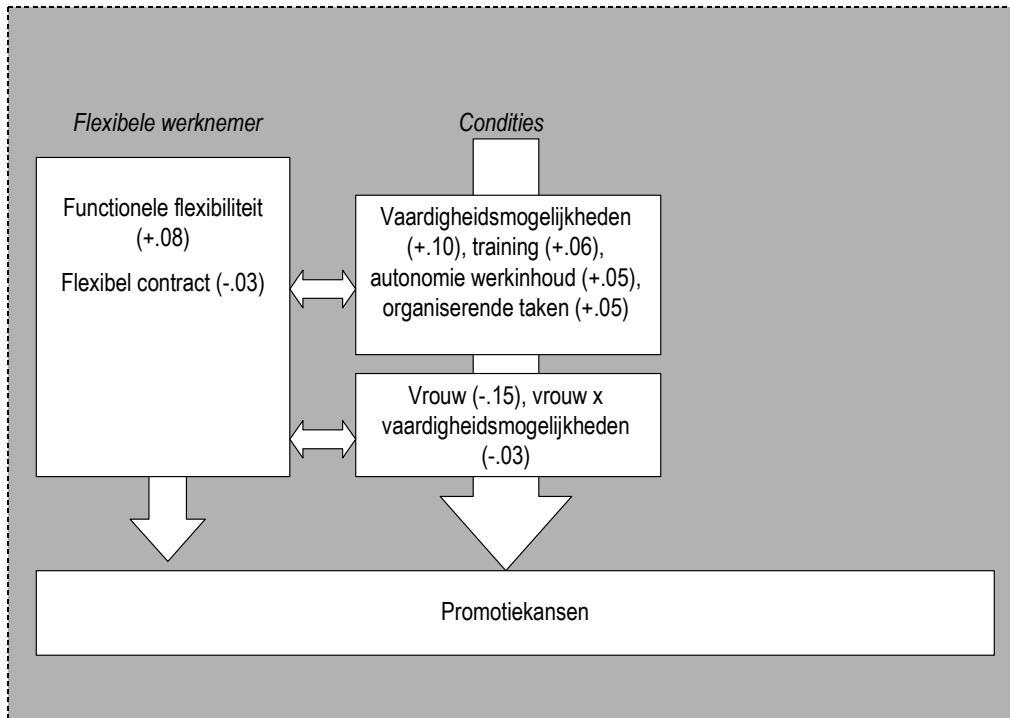 Flexibele werknemer
Condities
Functionele flexibiliteit
(+.08)
Flexibel contract (-.03)
Vaardigheidsmogelijkheden
(+.10), training (+.06),
autonomie werkinhoud (+.05),
organiserende taken (+.05)
Vrouw (-.15), vrouw x
vaardigheidsmogelijkheden
(-.03)
Promotiekansen